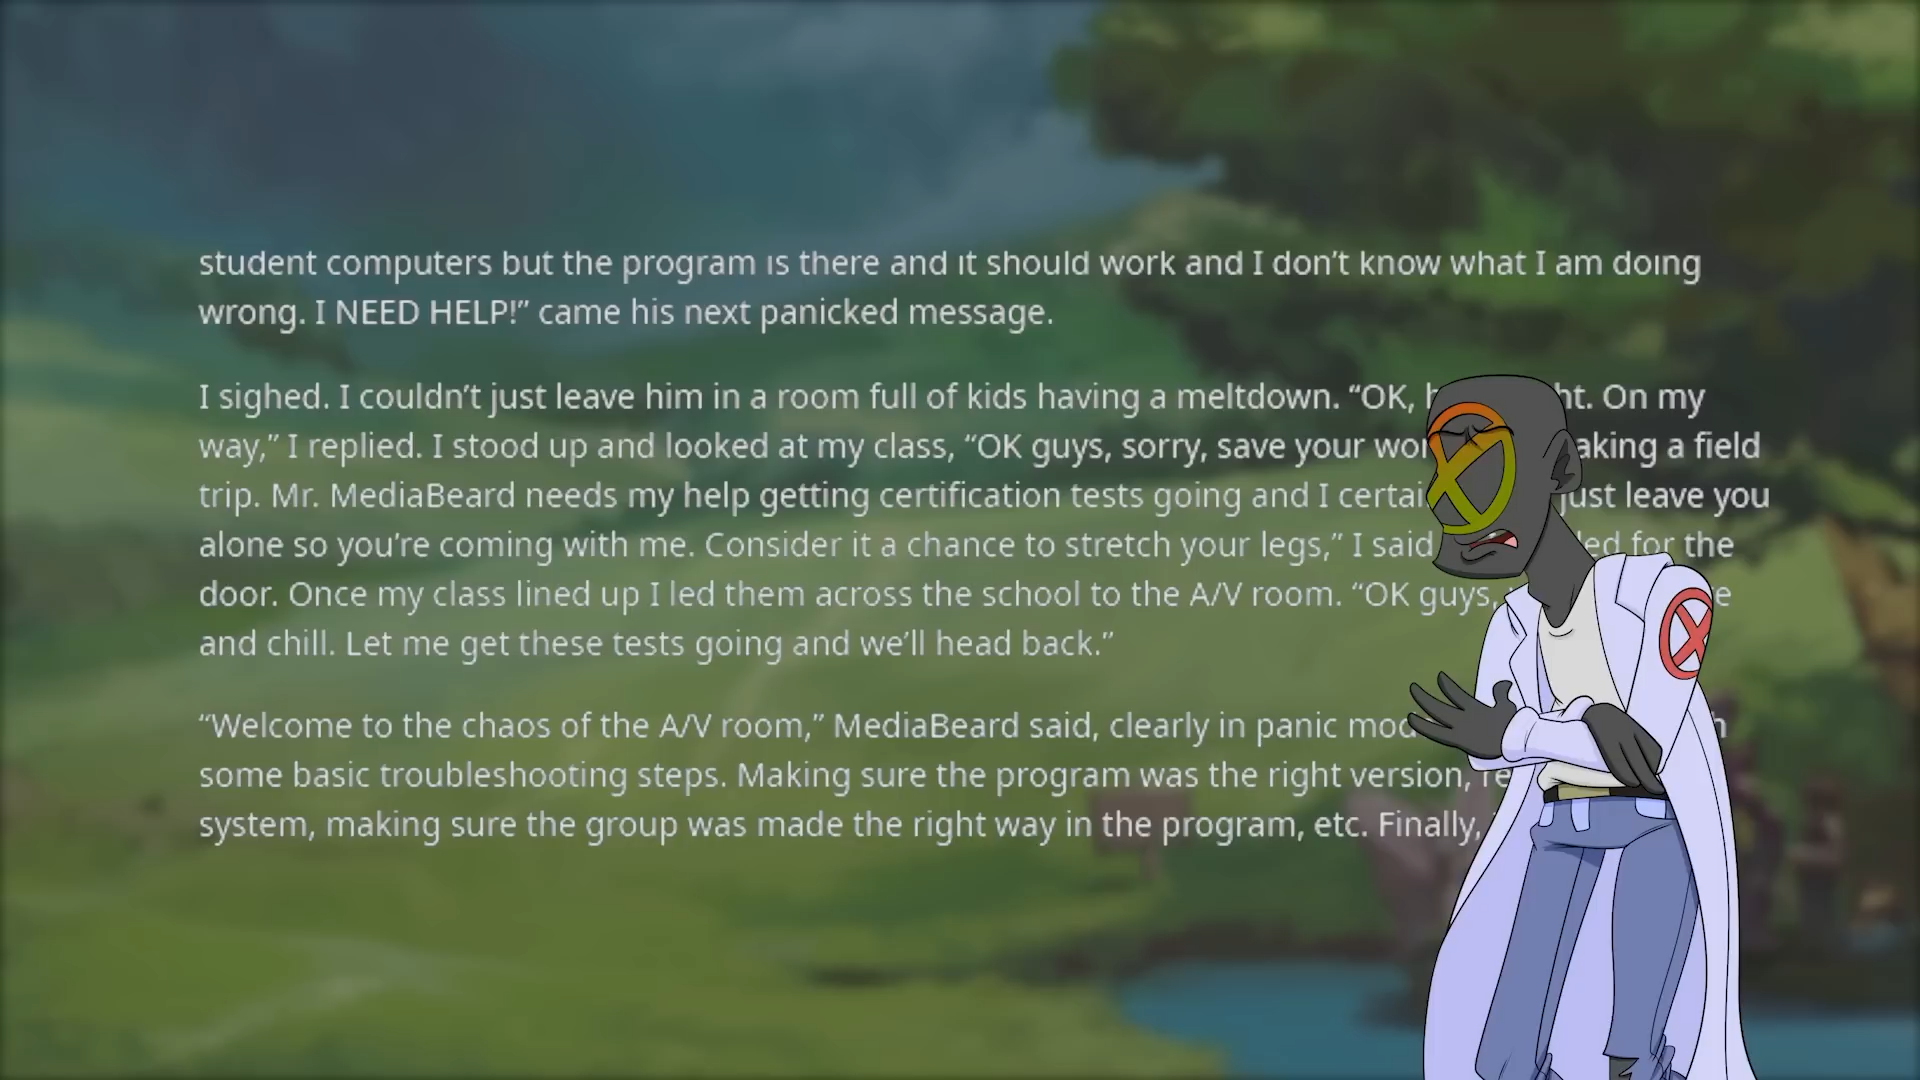 student computers but the program is there and it should work and I don’t know what I am doing
wrong. I NEED HELP!” came his next panicked message.
I sighed. I couldn’t just leave him in a room full of kids having a meltdown. “OK, On my
way,” I replied. I stood up and looked at my class, “OK guys, sorry, save your a field
trip. Mr. MediaBeard needs my help getting certification tests going and I just leave you
alone so you’re coming with me. Consider it a chance to stretch your legs,” I said for the
door. Once my class lined up I led them across the school to the A/V room. “OK guys,
and chill. Let me get these tests going and we’ll head back.”
“Welcome to the chaos of the A/V room,” MediaBeard said, clearly in panic
some basic troubleshooting steps. Making sure the program was the right version,
system, making sure the group was made the right way in the program, etc. Finally,